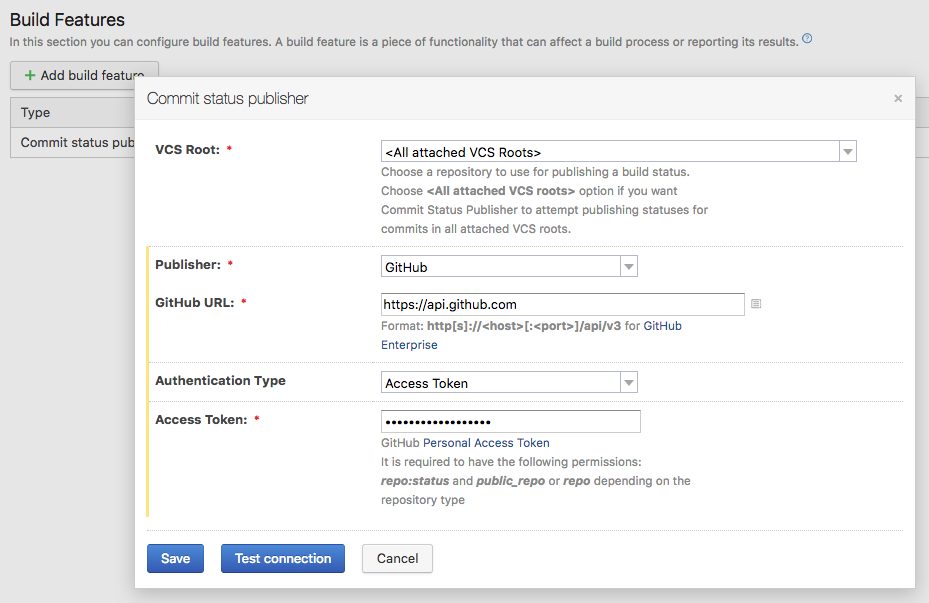 Build Features
In this section you can configure build features. A build feature is a piece of functionality that can affect a build process or reporting its results.
+ Add build feature
Type
Commit status pub
Commit status publisher
VCS Root: *
<All attached VCS Roots>
Choose a repository to use for publishing a build status.
Choose <All attached VCS roots> option if you want
Commit Status Publisher to attempt publishing statuses for
commits in all attached VCS roots.
Publisher: *
GitHub
GitHub URL: *
https://api.github.com
Format: http[s]://<host>[:<port>]/api/v3 for GitHub
Enterprise
Authentication Type
Access Token
Access Token: *
••••••••••••••••••
GitHub Personal Access Token
It is required to have the following permissions:
repo:status and public_repo or repo depending on the
repository type
Save
Test connection
Cancel